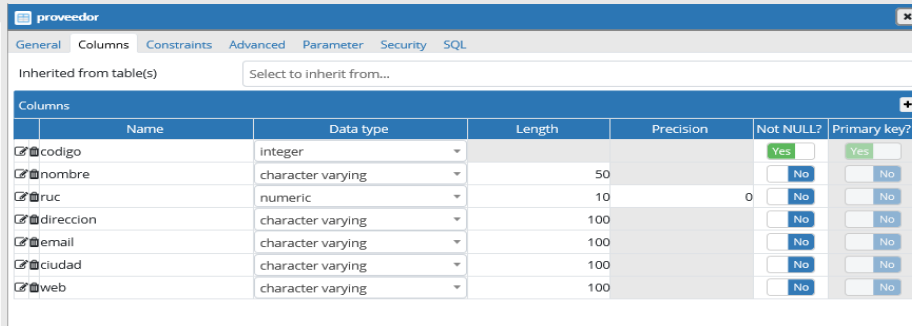 proveedor
General Columns Constraints Advanced Parameter Security SQL
Inherited from table(s) Select to inherit from...
Columns
Name Data type Length Precision Not NULL? Primary key?
codigo integer Yes Yes
nombre character varying 50 No No
ruc numeric 10 0 No No
direccion character varying 100 No No
email character varying 100 No No
ciudad character varying 100 No No
web character varying 100 No No